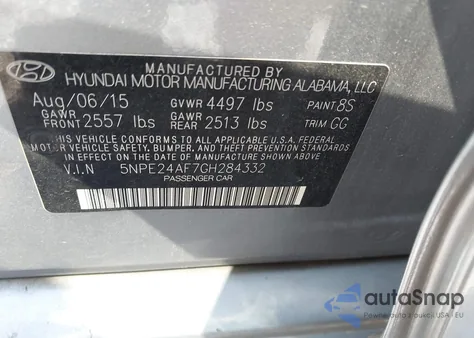 MANUFACTURED BY
HYUNDAI MOTOR MANUFACTURING ALABAMA, LLC
Aug/06/15 GVWR 4497 lbs PAINT 8S
GAWR FRONT 2557 lbs GAWR REAR 2513 lbs TRIM GG
THIS VEHICLE CONFORMS TO ALL APPLICABLE U.S.A. FEDERAL
MOTOR VEHICLE SAFETY, BUMPER, AND THEFT PREVENTION
STANDARDS IN EFFECT ON THE DATE OF MANUFACTURE SHOWN ABOVE.
V.I.N 5NPE24AF7GH284332
PASSENGER CAR
autoSnap
USA - EU